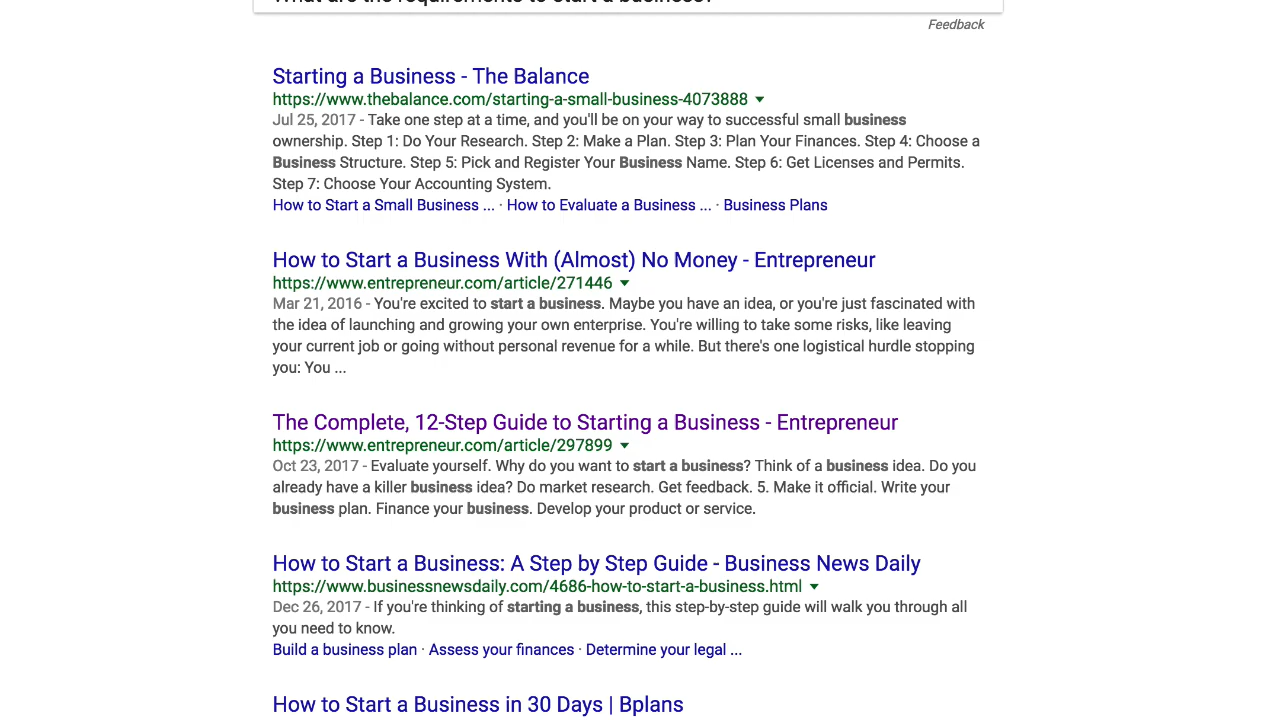 What are the requirements to start a business?
Feedback
Starting a Business - The Balance
https://www.thebalance.com/starting-a-small-business-4073888
Jul 25, 2017 - Take one step at a time, and you'll be on your way to successful small business
ownership. Step 1: Do Your Research. Step 2: Make a Plan. Step 3: Plan Your Finances. Step 4: Choose a
Business Structure. Step 5: Pick and Register Your Business Name. Step 6: Get Licenses and Permits.
Step 7: Choose Your Accounting System.
How to Start a Small Business ... · How to Evaluate a Business ... · Business Plans
How to Start a Business With (Almost) No Money - Entrepreneur
https://www.entrepreneur.com/article/271446
Mar 21, 2016 - You're excited to start a business. Maybe you have an idea, or you're just fascinated with
the idea of launching and growing your own enterprise. You're willing to take some risks, like leaving
your current job or going without personal revenue for a while. But there's one logistical hurdle stopping
you: You ...
The Complete, 12-Step Guide to Starting a Business - Entrepreneur
https://www.entrepreneur.com/article/297899
Oct 23, 2017 - Evaluate yourself. Why do you want to start a business? Think of a business idea. Do you
already have a killer business idea? Do market research. Get feedback. 5. Make it official. Write your
business plan. Finance your business. Develop your product or service.
How to Start a Business: A Step by Step Guide - Business News Daily
https://www.businessnewsdaily.com/4686-how-to-start-a-business.html
Dec 26, 2017 - If you're thinking of starting a business, this step-by-step guide will walk you through all
you need to know.
Build a business plan · Assess your finances · Determine your legal ...
How to Start a Business in 30 Days | Bplans